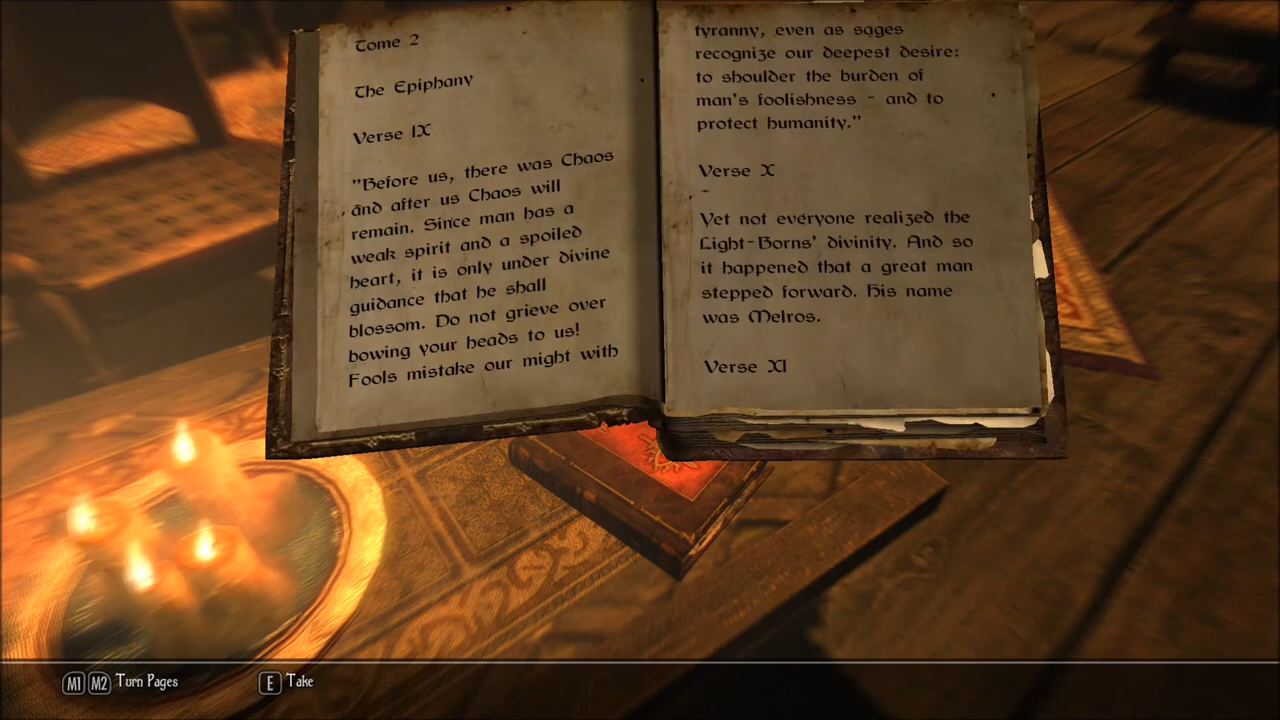 Tome 2
The Epiphany
Verse IX
"Before us, there was Chaos
and after us Chaos will
remain. Since man has a
weak spirit and a spoiled
heart, it is only under divine
guidance that he shall
blossom. Do not grieve over
bowing your heads to us!
Fools mistake our might with
tyranny, even as sages
recognize our deepest desire:
to shoulder the burden of
man's foolishness - and to
protect humanity."
Verse X
Yet not everyone realized the
Light-Borns' divinity. And so
it happened that a great man
stepped forward. His name
was Melros.
Verse XI
M1 M2 Turn Pages
E Take